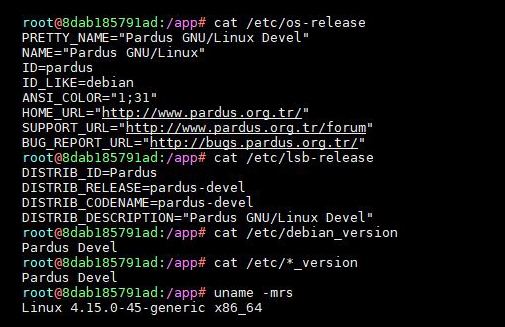 root@8dab185791ad:/app# cat /etc/os-release
PRETTY_NAME="Pardus GNU/Linux Devel"
NAME="Pardus GNU/Linux"
ID=pardus
ID_LIKE=debian
ANSI_COLOR="1;31"
HOME_URL="http://www.pardus.org.tr/"
SUPPORT_URL="http://www.pardus.org.tr/forum"
BUG_REPORT_URL="http://bugs.pardus.org.tr/"
root@8dab185791ad:/app# cat /etc/lsb-release
DISTRIB_ID=Pardus
DISTRIB_RELEASE=pardus-devel
DISTRIB_CODENAME=pardus-devel
DISTRIB_DESCRIPTION="Pardus GNU/Linux Devel"
root@8dab185791ad:/app# cat /etc/debian_version
Pardus Devel
root@8dab185791ad:/app# cat /etc/*_version
Pardus Devel
root@8dab185791ad:/app# uname -mrs
Linux 4.15.0-45-generic x86_64